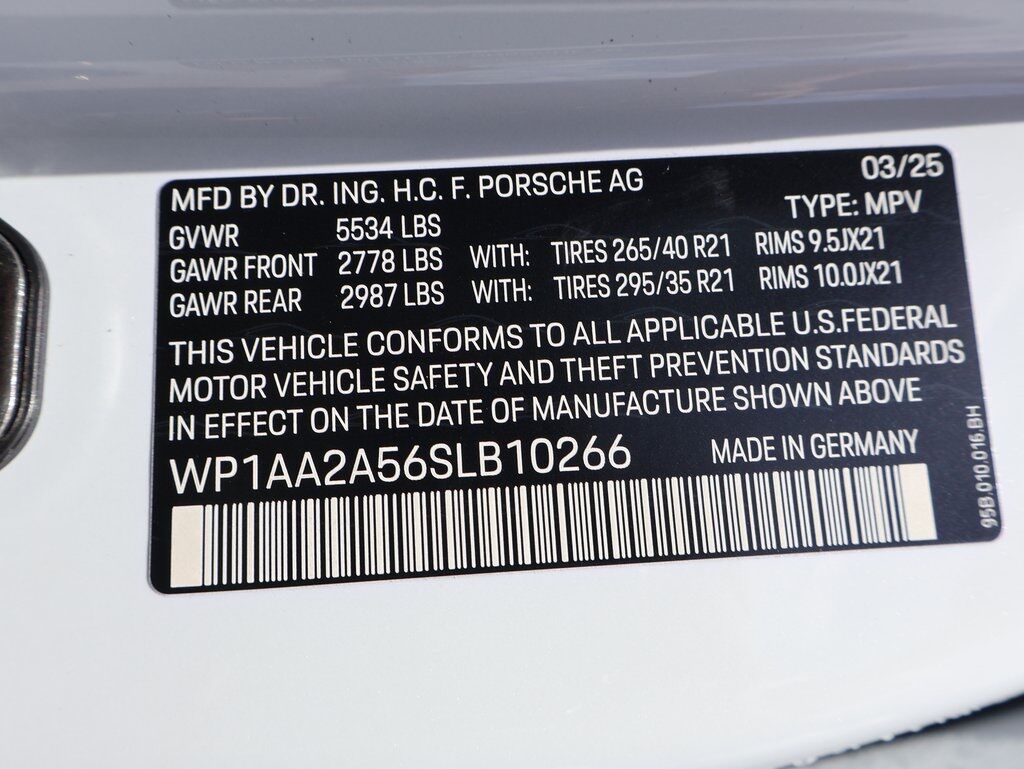 MFD BY DR. ING. H.C. F. PORSCHE AG 03/25
GVWR 5534 LBS TYPE: MPV
GAWR FRONT 2778 LBS WITH: TIRES 265/40 R21 RIMS 9.5JX21
GAWR REAR 2987 LBS WITH: TIRES 295/35 R21 RIMS 10.0JX21
THIS VEHICLE CONFORMS TO ALL APPLICABLE U.S.FEDERAL
MOTOR VEHICLE SAFETY AND THEFT PREVENTION STANDARDS
IN EFFECT ON THE DATE OF MANUFACTURE SHOWN ABOVE
WP1AA2A56SLB10266 MADE IN GERMANY
95B.010.016.BH